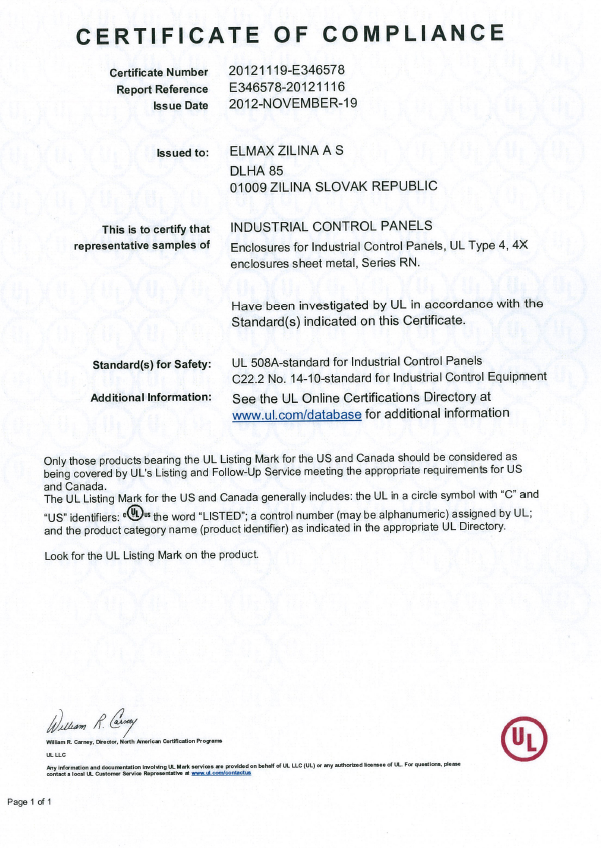 CERTIFICATE OF COMPLIANCE
Certificate Number 20121119-E346578
Report Reference E346578-20121116
Issue Date 2012-NOVEMBER-19
Issued to: ELMAX ZILINA A S
DLHA 85
01009 ZILINA SLOVAK REPUBLIC
This is to certify that INDUSTRIAL CONTROL PANELS
representative samples of Enclosures for Industrial Control Panels, UL Type 4, 4X
enclosures sheet metal, Series RN.
Have been investigated by UL in accordance with the
Standard(s) indicated on this Certificate.
Standard(s) for Safety: UL 508A-standard for Industrial Control Panels
C22.2 No. 14-10-standard for Industrial Control Equipment
Additional Information: See the UL Online Certifications Directory at
www.ul.com/database for additional information
Only those products bearing the UL Listing Mark for the US and Canada should be considered as
being covered by UL's Listing and Follow-Up Service meeting the appropriate requirements for US
and Canada.
The UL Listing Mark for the US and Canada generally includes: the UL in a circle symbol with "C" and
"US" identifiers: c UL us the word "LISTED"; a control number (may be alphanumeric) assigned by UL;
and the product category name (product identifier) as indicated in the appropriate UL Directory.
Look for the UL Listing Mark on the product.
William R. Carney
William R. Carney, Director, North American Certification Programs
UL LLC
UL
Any information and documentation involving UL Mark services are provided on behalf of UL LLC (UL) or any authorized licensee of UL. For questions, please
contact a local UL Customer Service Representative at www.ul.com/contactus
Page 1 of 1